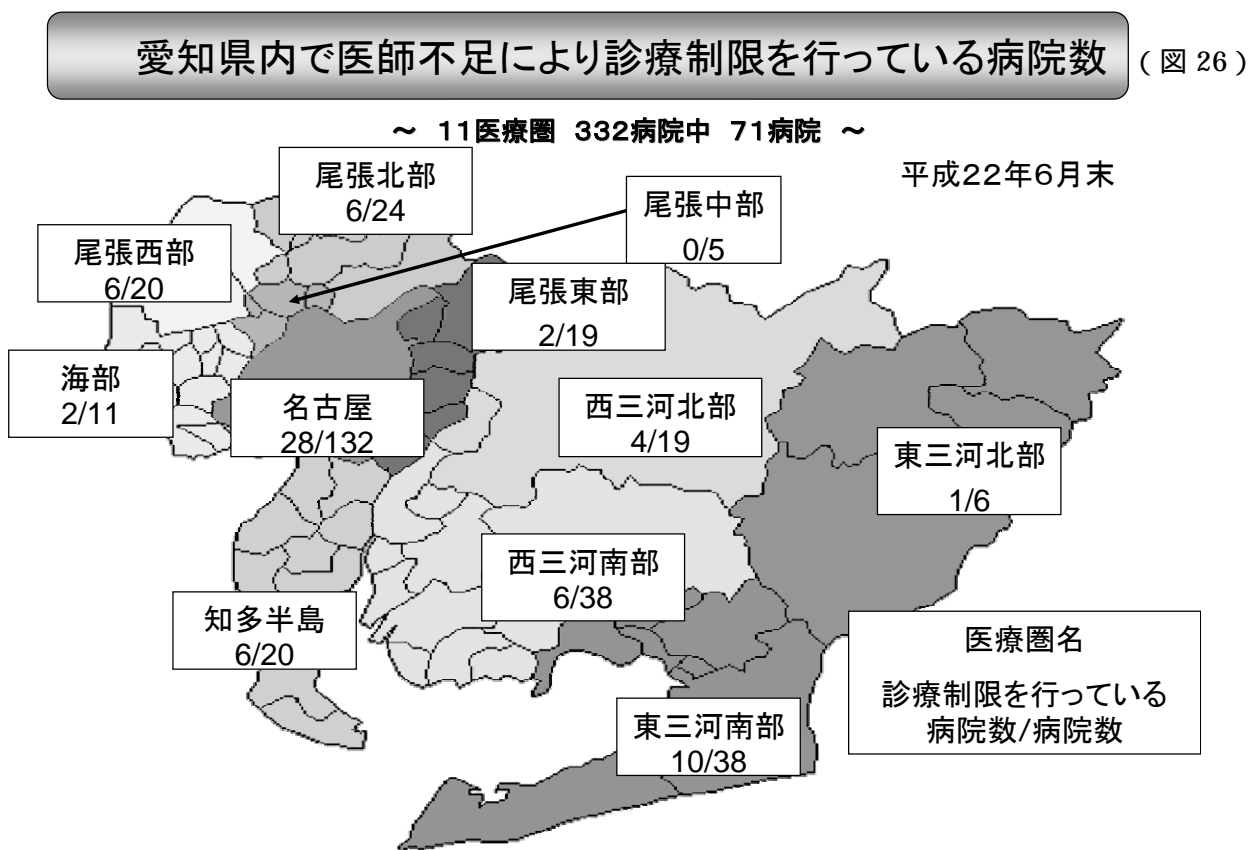 愛知県内で医師不足により診療制限を行っている病院数
(図26)
～ 11医療圏 332病院中 71病院 ～
平成22年6月末
尾張北部
6/24
尾張中部
0/5
尾張西部
6/20
尾張東部
2/19
海部
2/11
名古屋
28/132
西三河北部
4/19
東三河北部
1/6
西三河南部
6/38
知多半島
6/20
東三河南部
10/38
医療圏名
診療制限を行っている
病院数/病院数